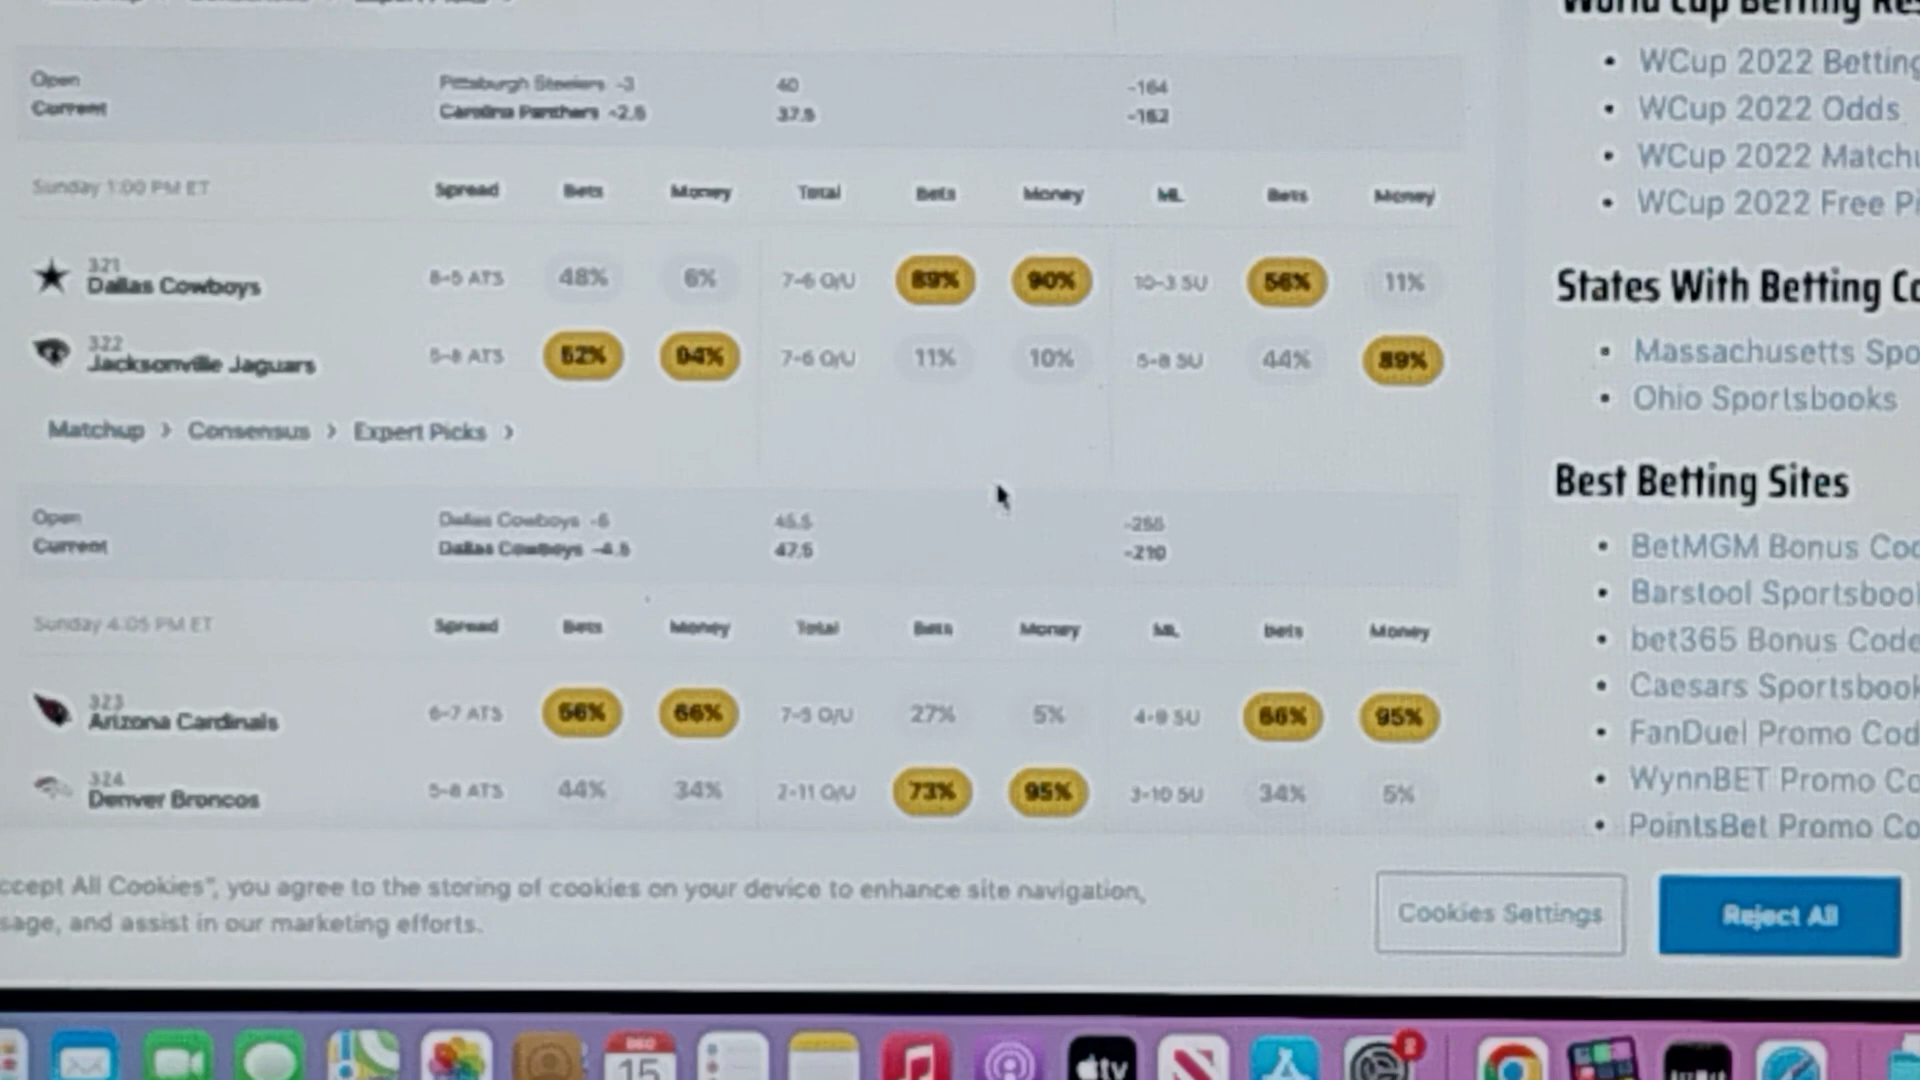 Open Pittsburgh Steelers -3 40 -164
Current Carolina Panthers -2.5 37.5 -162
Sunday 1:00 PM ET Spread Bets Money Total Bets Money ML Bets Money
321
Dallas Cowboys 8-5 ATS 48% 6% 7-6 O/U 89% 90% 10-3 SU 56% 11%
322
Jacksonville Jaguars 5-8 ATS 52% 94% 7-6 O/U 11% 10% 5-8 SU 44% 89%
Matchup > Consensus > Expert Picks >
Open Dallas Cowboys -6 -255
Current Dallas Cowboys -4.5 47.5 -210
Sunday 4:05 PM ET Spread Bets Money Total Bets Money ML Bets Money
323
Arizona Cardinals 6-7 ATS 56% 66% O/U 27% 5% 4-9 SU 66% 95%
324
Denver Broncos 5-8 ATS 44% 34% 2-11 O/U 73% 95% 3-10 SU 34% 5%
ccept All Cookies", you agree to the storing of cookies on your device to enhance site navigation,
sage, and assist in our marketing efforts.
Cookies Settings
Reject All
World Cup Betting Res
• WCup 2022 Betting
• WCup 2022 Odds
• WCup 2022 Matchu
• WCup 2022 Free Pi
States With Betting Co
• Massachusetts Spo
• Ohio Sportsbooks
Best Betting Sites
• BetMGM Bonus Coc
• Barstool Sportsbool
• bet365 Bonus Code
• Caesars Sportsbook
• FanDuel Promo Cod
• WynnBET Promo Co
• PointsBet Promo Co
DEC
15
tv
2